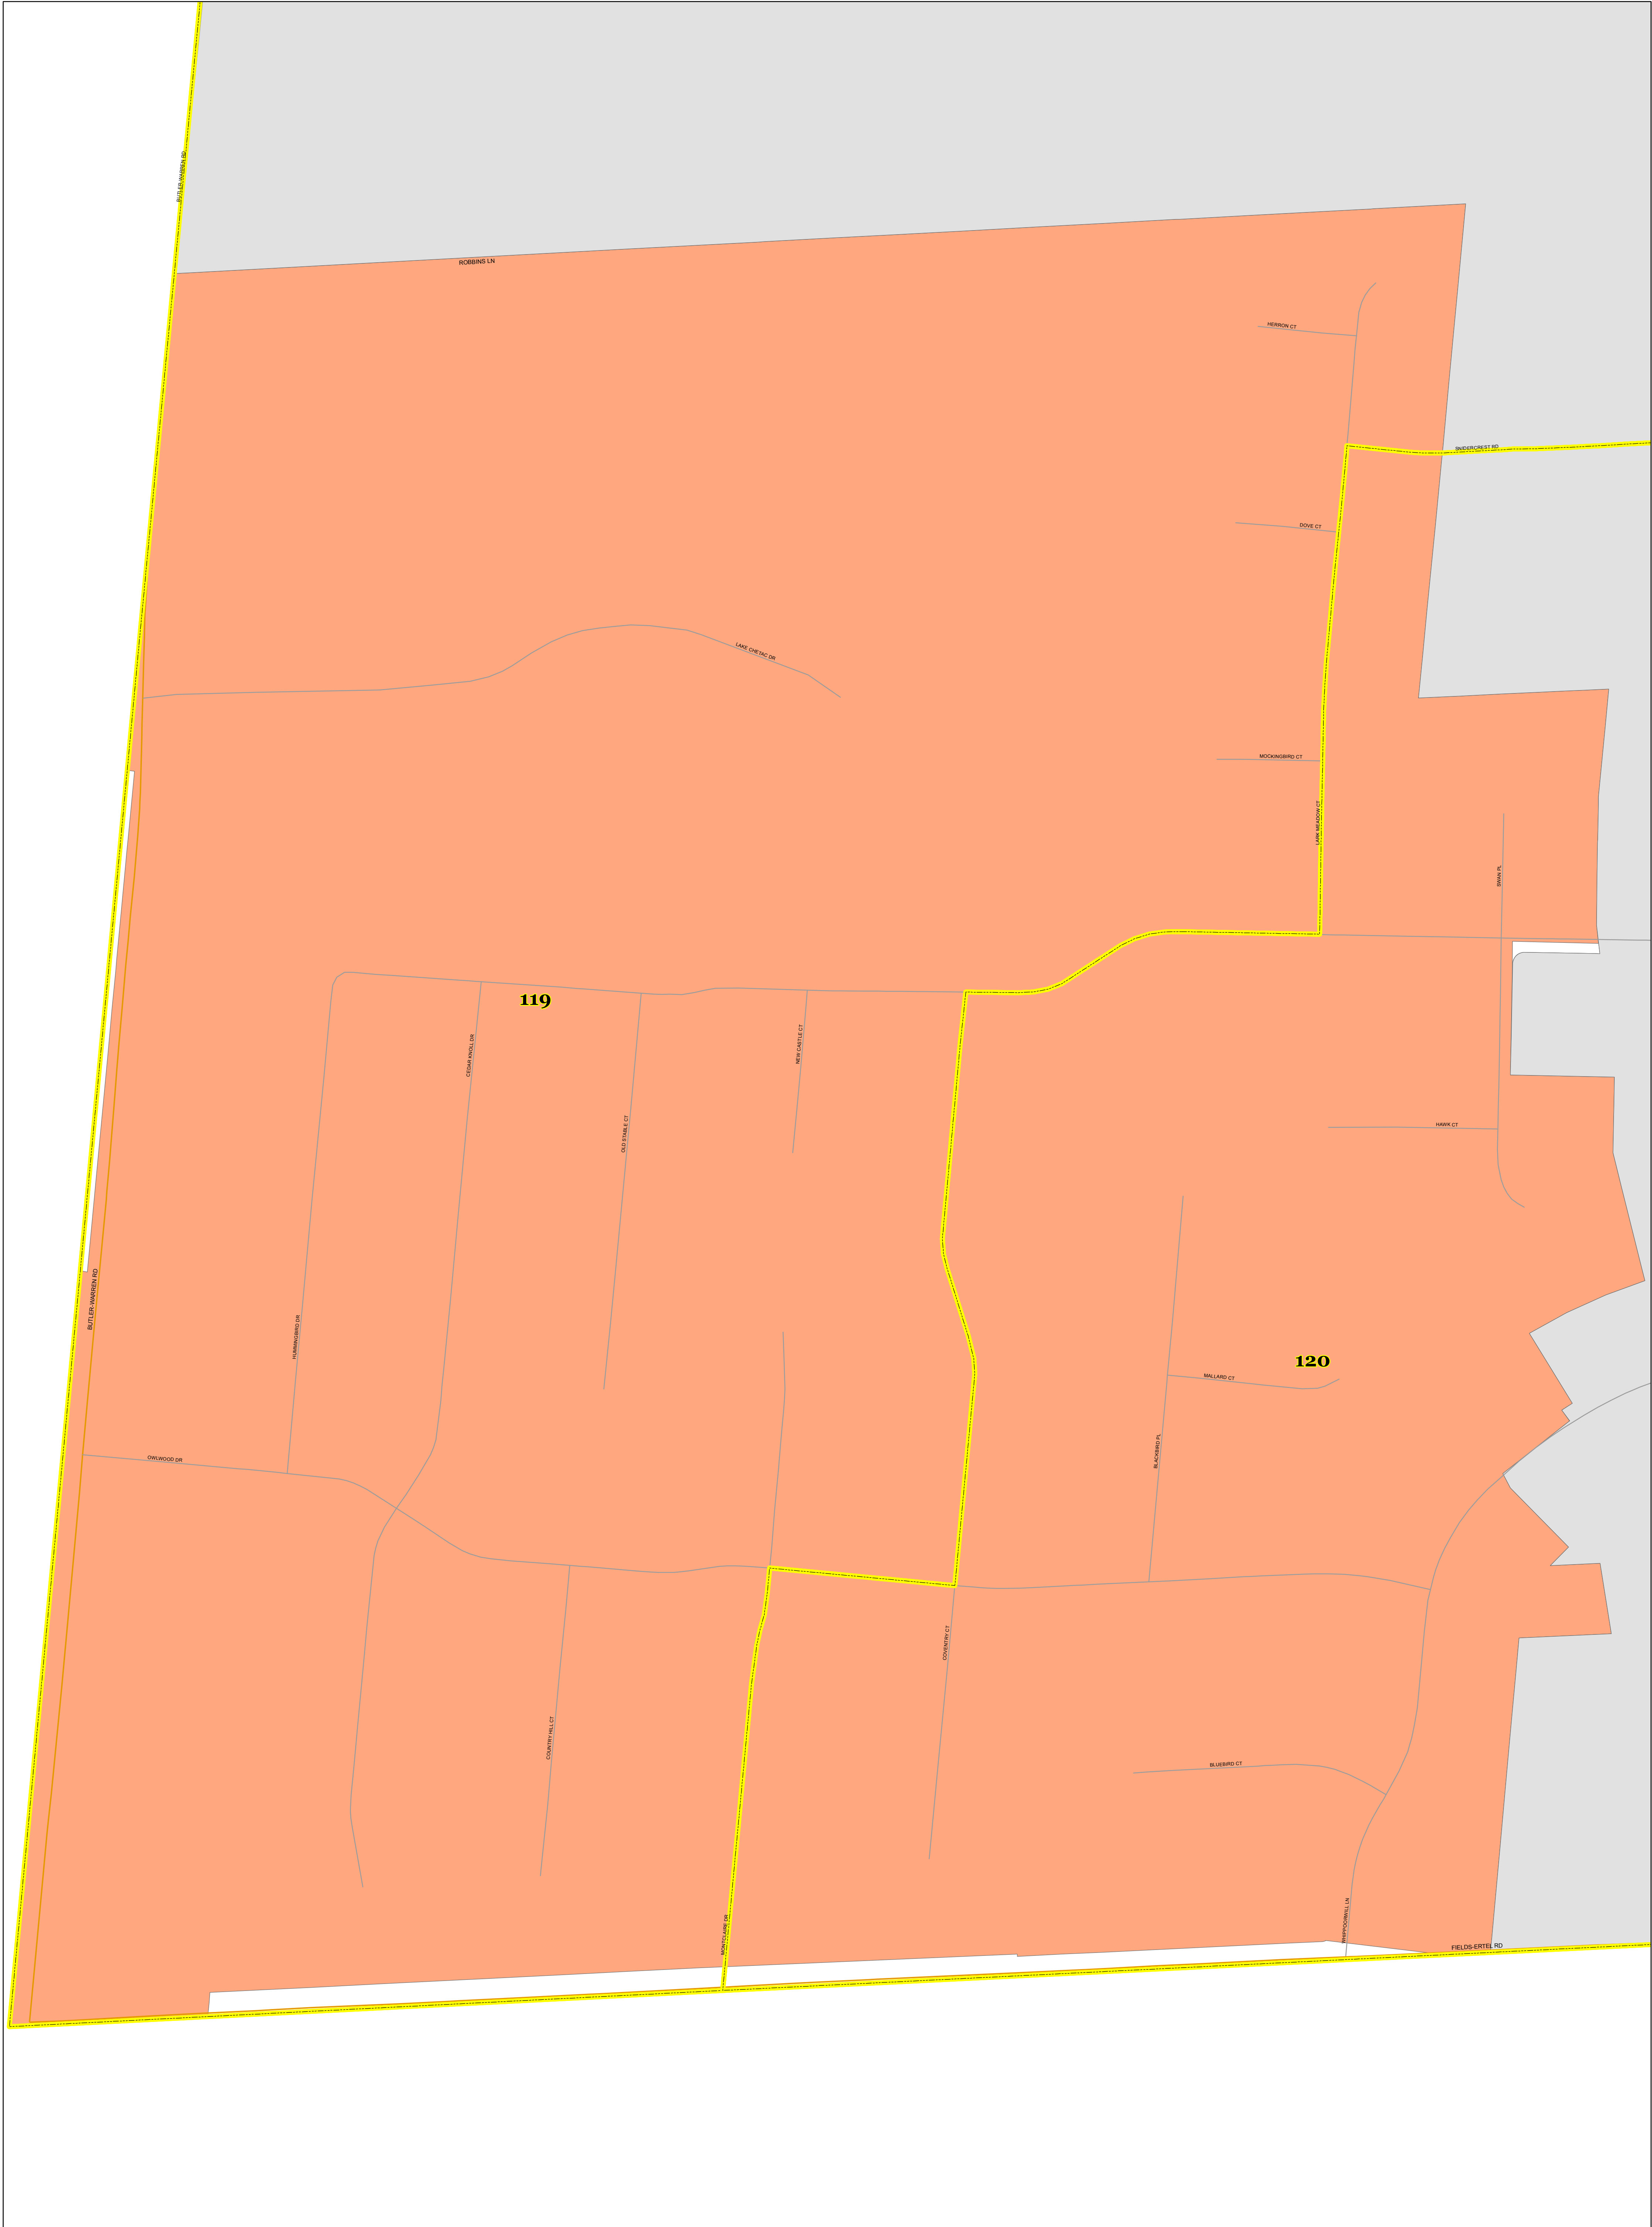 BUTLER-WARREN RD
ROBBINS LN
HERRON CT
SNIDERCREST RD
DOVE CT
LAKE CHETAC DR
MOCKINGBIRD CT
LARK MEADOW CT
SWAN PL
119
NEW CASTLE CT
CEDAR KNOLL DR
OLD STABLE CT
HAWK CT
BUTLER-WARREN RD
HUMMINGBIRD DR
120
MALLARD CT
BLACKBIRD PL
OWLWOOD DR
COVENTRY CT
COUNTRY HILL CT
BLUEBIRD CT
WHIPPOORWILL LN
MONTCLAIRE DR
FIELDS-ERTEL RD